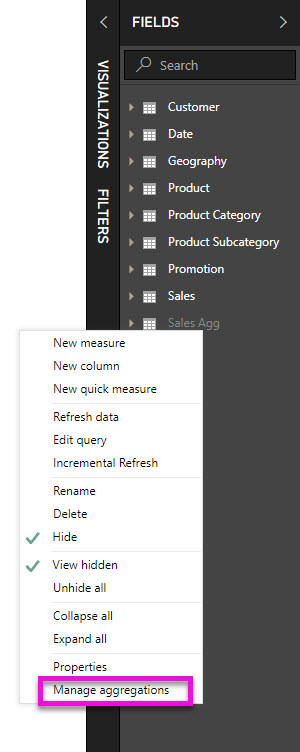 FIELDS
VISUALIZATIONS
FILTERS
Search
Customer
Date
Geography
Product
Product Category
Product Subcategory
Promotion
Sales
Sales Agg
New measure
New column
New quick measure
Refresh data
Edit query
Incremental Refresh
Rename
Delete
Hide
View hidden
Unhide all
Collapse all
Expand all
Properties
Manage aggregations